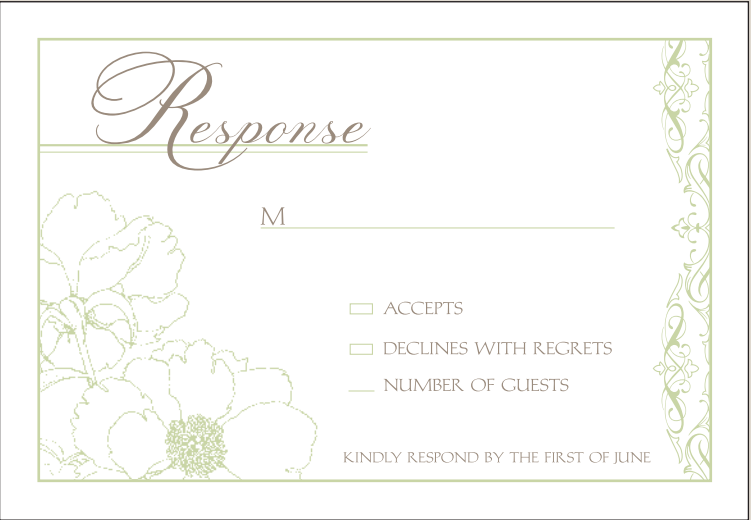 Response
M
ACCEPTS
DECLINES WITH REGRETS
NUMBER OF GUESTS
KINDLY RESPOND BY THE FIRST OF JUNE